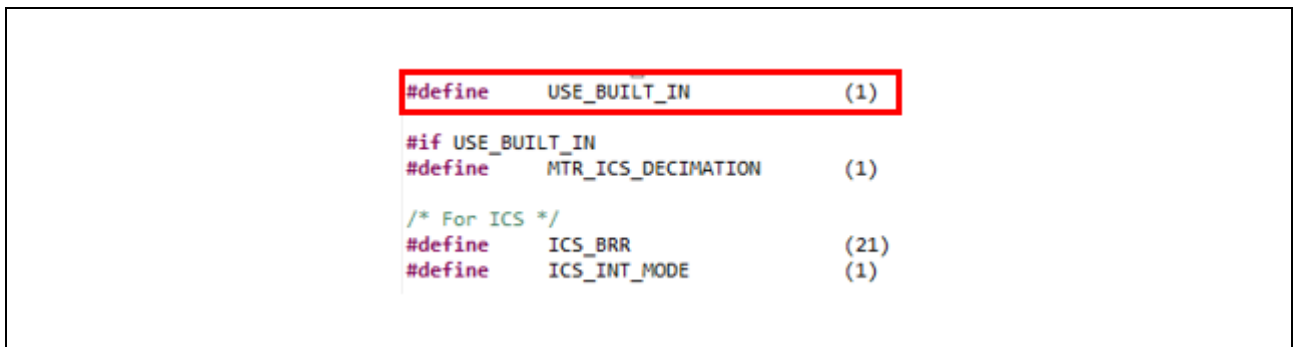 #define USE_BUILT_IN (1)
#if USE_BUILT_IN
#define MTR_ICS_DECIMATION (1)
/* For ICS */
#define ICS_BRR (21)
#define ICS_INT_MODE (1)